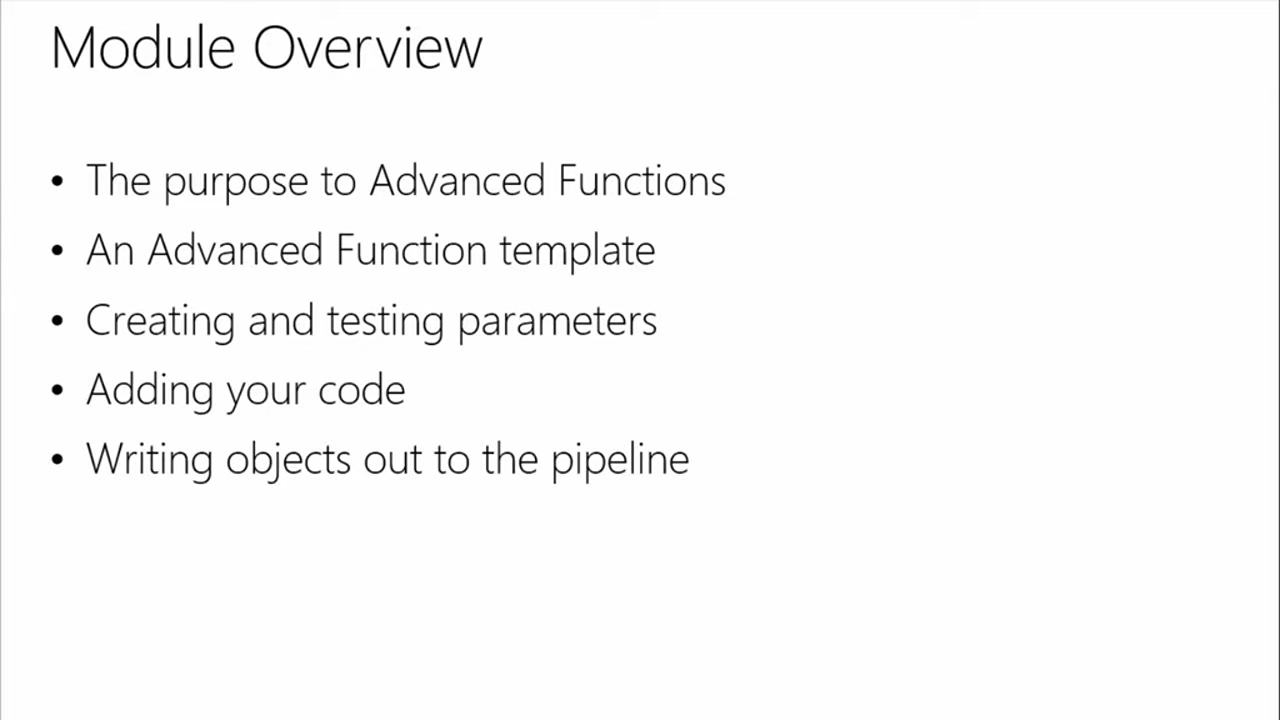 Module Overview
• The purpose to Advanced Functions
• An Advanced Function template
• Creating and testing parameters
• Adding your code
• Writing objects out to the pipeline